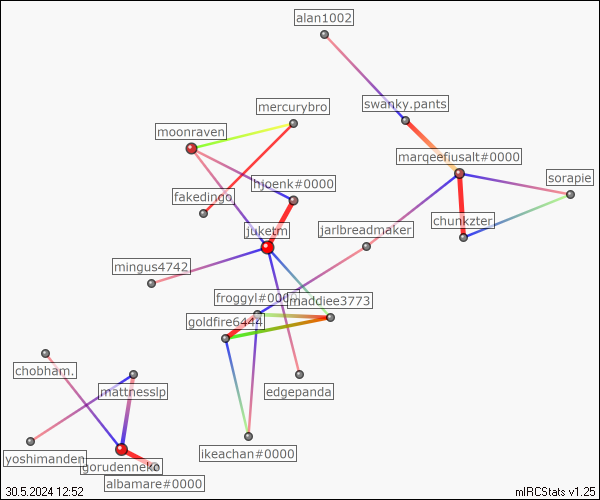 alan1002
swanky.pants
mercurybro
moonraven
marqeefiusalt#0000
sorapie
hjoenk#0000
fakedingo
chunkzter
juketm
jarlbreadmaker
mingus4742
froggyl#000
maddiee3773
goldfire6444
chobham.
mattnesslp
edgepanda
ikeachan#0000
yoshimanden
gorudenneko
albamare#0000
30.5.2024 12:52
mIRCStats v1.25